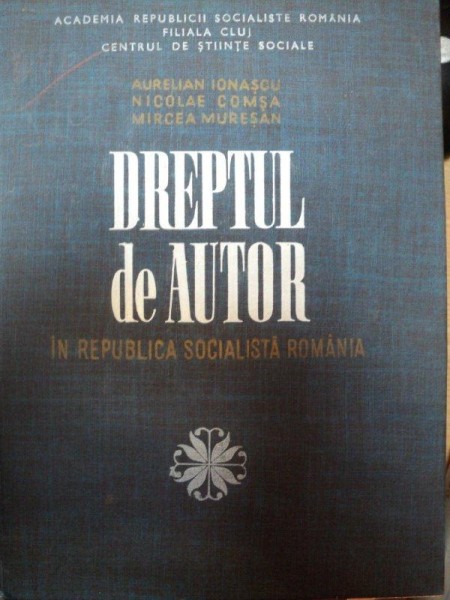 ACADEMIA REPUBLICII SOCIALISTE ROMÂNIA
FILIALA CLUJ
CENTRUL DE ȘTIINȚE SOCIALE
AURELIAN IONAȘCU
NICOLAE COMȘA
MIRCEA MUREȘAN
DREPTUL
de AUTOR
ÎN REPUBLICA SOCIALISTĂ ROMÂNIA